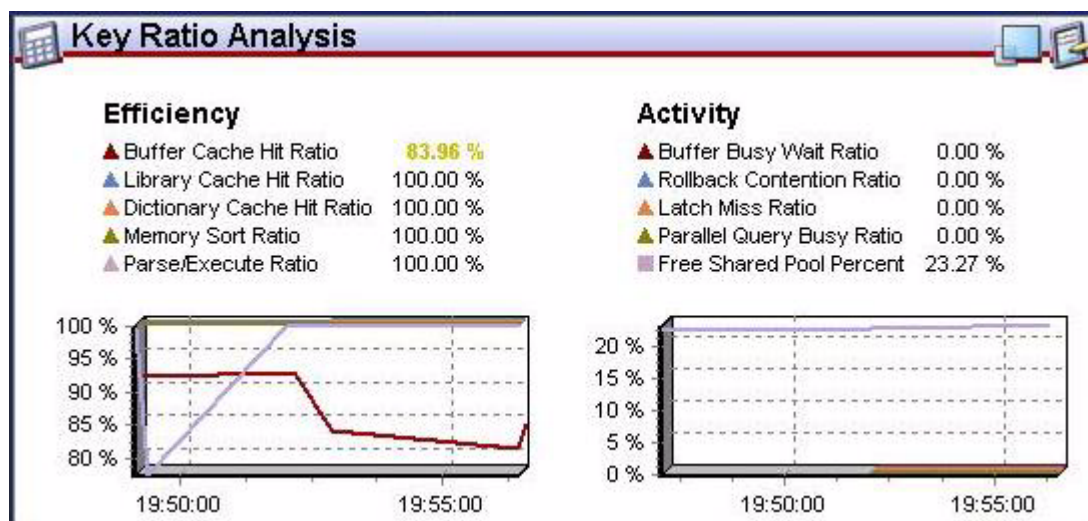 Key Ratio Analysis
Efficiency
Buffer Cache Hit Ratio 83.96 %
Library Cache Hit Ratio 100.00 %
Dictionary Cache Hit Ratio 100.00 %
Memory Sort Ratio 100.00 %
Parse/Execute Ratio 100.00 %
100 %
95 %
90 %
85 %
80 %
19:50:00 19:55:00
Activity
Buffer Busy Wait Ratio 0.00 %
Rollback Contention Ratio 0.00 %
Latch Miss Ratio 0.00 %
Parallel Query Busy Ratio 0.00 %
Free Shared Pool Percent 23.27 %
20 %
15 %
10 %
5 %
0 %
19:50:00 19:55:00